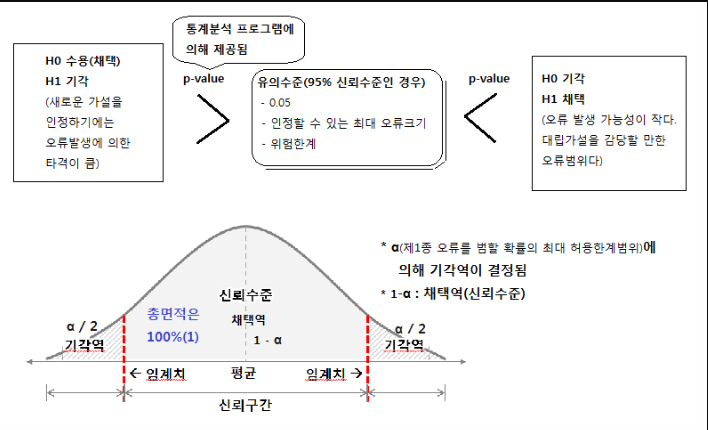 통계분석 프로그램에
의해 제공됨
H0 수용(채택)
H1 기각
(새로운 가설을
인정하기에는
오류발생에 의한
타격이 큼)
p-value
유의수준(95% 신뢰수준인 경우)
- 0.05
- 인정할 수 있는 최대 오류크기
- 위험한계
p-value
H0 기각
H1 채택
(오류 발생 가능성이 작다.
대립가설을 감당할 만한
오류범위다)
* α(제1종 오류를 범할 확률의 최대 허용한계범위)에
의해 기각역이 결정됨
* 1-α : 채택역(신뢰수준)
신뢰수준
채택역
1 - α
총면적은
100%(1)
α / 2
기각역
α / 2
기각역
← 임계치
평균
임계치 →
신뢰구간